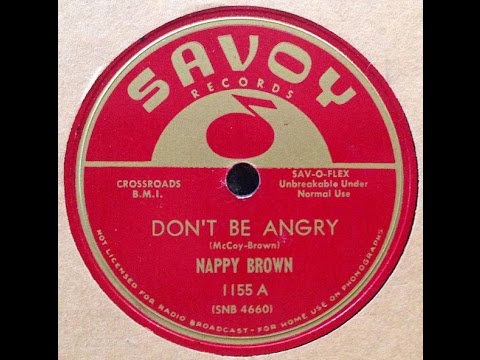 SAVOY
RECORDS
CROSSROADS
B.M.I.
SAV-O-FLEX
Unbreakable Under
Normal Use
DON'T BE ANGRY
(McCoy-Brown)
NAPPY BROWN
1155 A
(SNB 4660)
NOT LICENSED FOR RADIO BROADCAST - FOR HOME USE ON PHONOGRAPHS